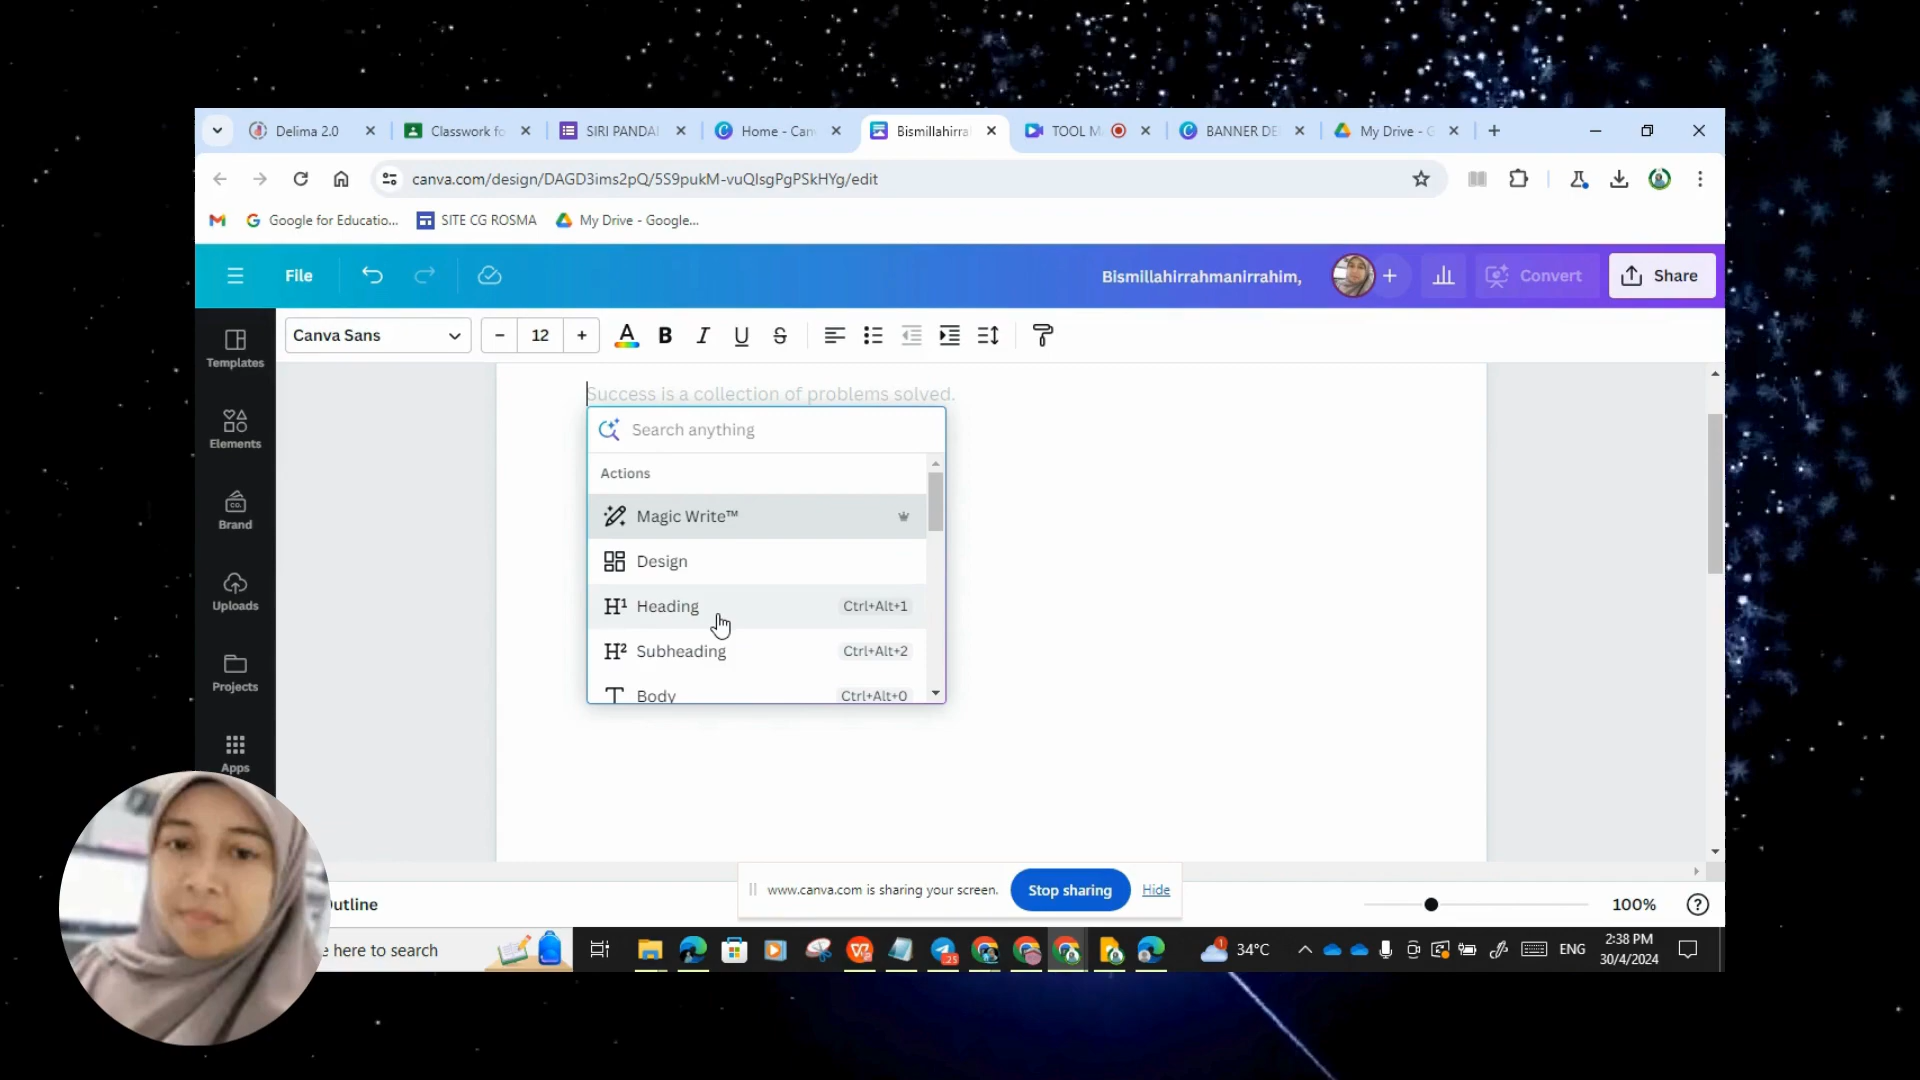 Delima 2.0
Classwork fo
SIRI PANDAI
Home - Can
Bismillahirra
TOOL M
BANNER DE
My Drive - G
canva.com/design/DAGD3ims2pQ/5S9pukM-vuQIsgPgPSkHYg/edit
Google for Educatio...
SITE CG ROSMA
My Drive - Google...
File
Bismillahirrahmanirrahim,
Convert
Share
Canva Sans
12
Templates
Elements
Brand
Uploads
Projects
Apps
Success is a collection of problems solved.
Search anything
Actions
Magic Write™
Design
H¹ Heading Ctrl+Alt+1
H² Subheading Ctrl+Alt+2
Body Ctrl+Alt+0
www.canva.com is sharing your screen.
Stop sharing
Hide
utline
100%
e here to search
34°C
ENG
2:38 PM
30/4/2024